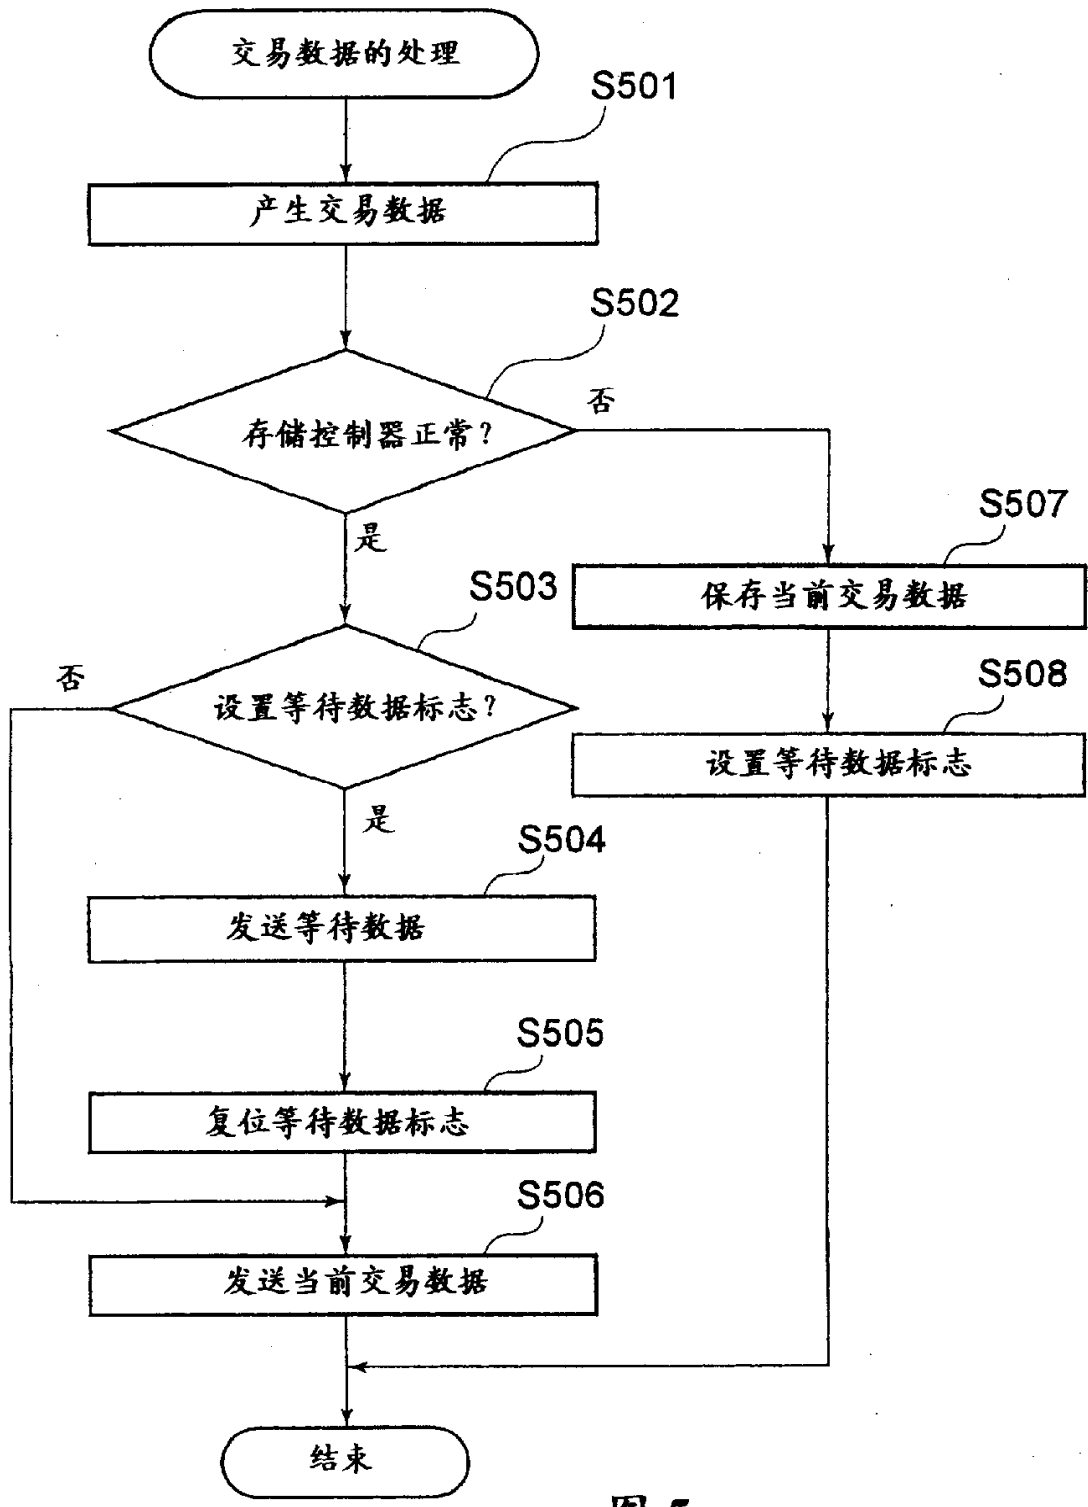 交易数据的处理
S501
产生交易数据
S502
存储控制器正常?
否
是
S507
保存当前交易数据
S503
设置等待数据标志?
否
是
S508
设置等待数据标志
S504
发送等待数据
S505
复位等待数据标志
S506
发送当前交易数据
结束